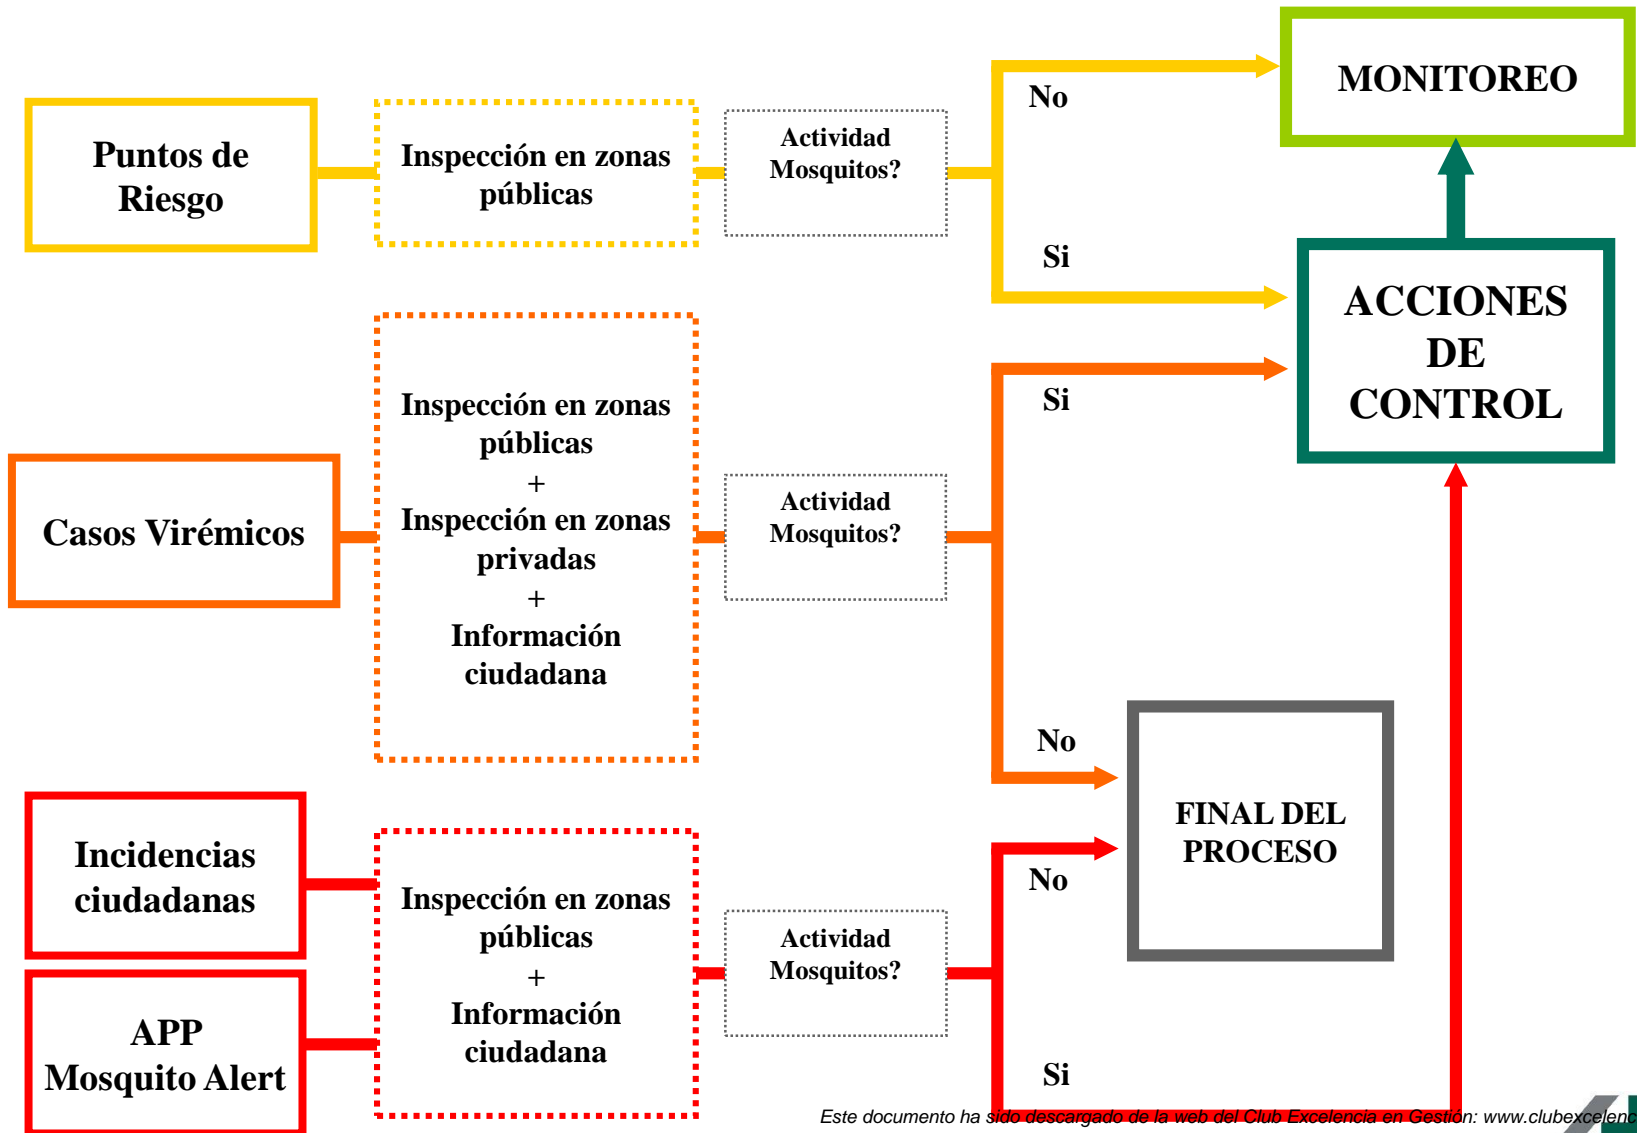 MONITOREO
No
Puntos de
Riesgo
Inspección en zonas
públicas
Actividad
Mosquitos?
Si
ACCIONES
DE
CONTROL
Casos Virémicos
Inspección en zonas
públicas
+
Inspección en zonas
privadas
+
Información
ciudadana
Actividad
Mosquitos?
Si
No
FINAL DEL
PROCESO
Incidencias
ciudadanas
APP
Mosquito Alert
Inspección en zonas
públicas
+
Información
ciudadana
Actividad
Mosquitos?
No
Si
Este documento ha sido descargado de la web del Club Excelencia en Gestión: www.clubexcelenc